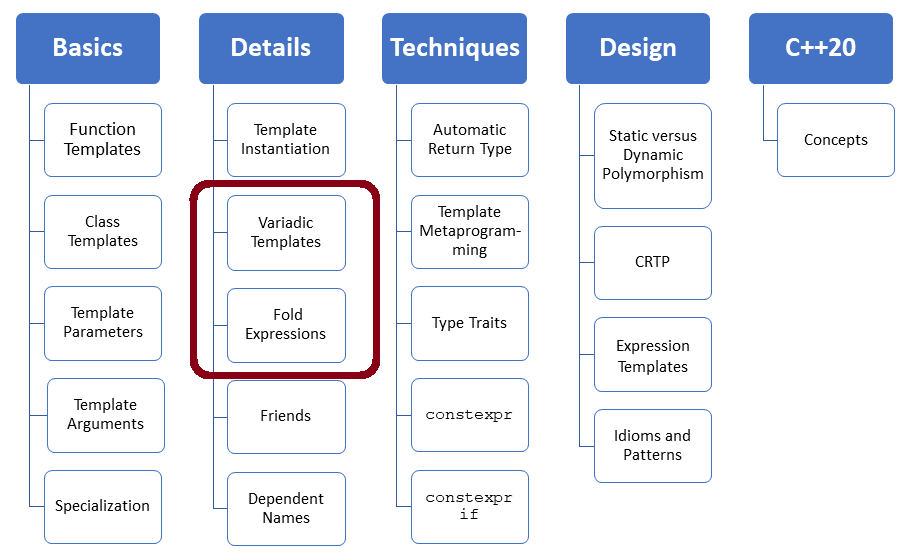 Basics
Function
Templates
Class
Templates
Template
Parameters
Template
Arguments
Specialization
Details
Template
Instantiation
Variadic
Templates
Fold
Expressions
Friends
Dependent
Names
Techniques
Automatic
Return Type
Template
Metaprogram-
ming
Type Traits
constexpr
constexpr
if
Design
Static versus
Dynamic
Polymorphism
CRTP
Expression
Templates
Idioms and
Patterns
C++20
Concepts